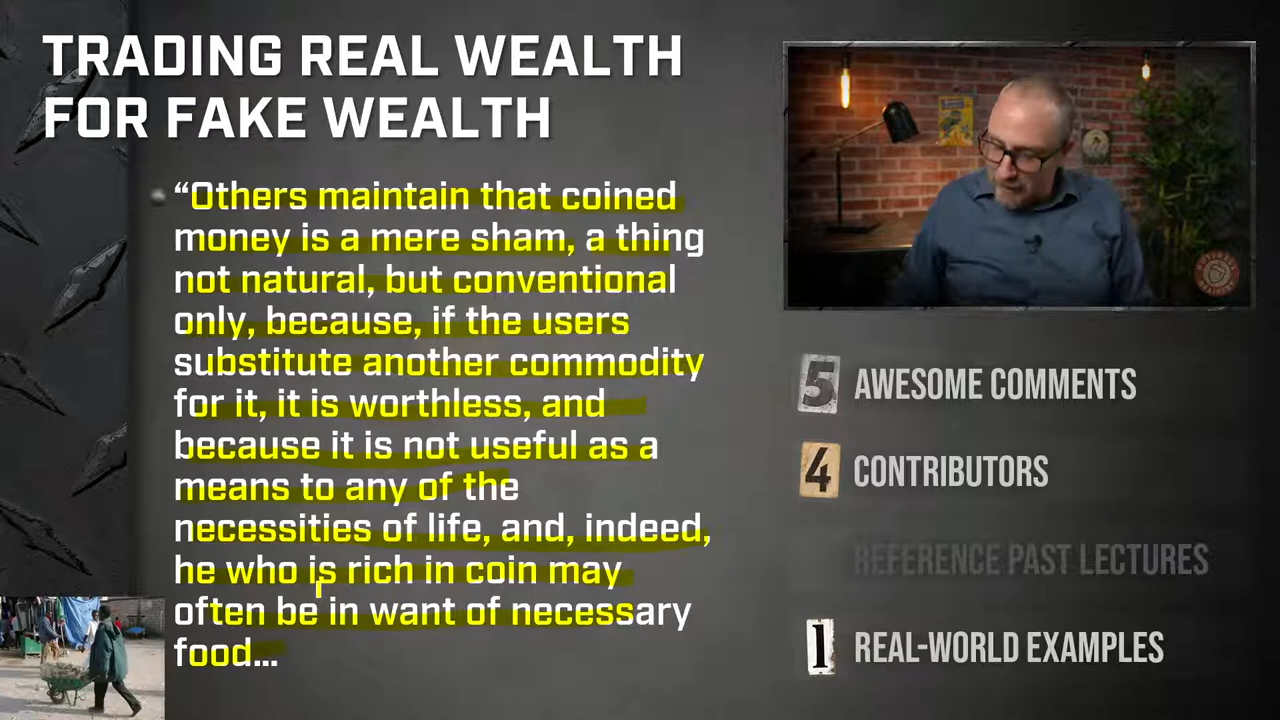 TRADING REAL WEALTH
FOR FAKE WEALTH
“Others maintain that coined
money is a mere sham, a thing
not natural, but conventional
only, because, if the users
substitute another commodity
for it, it is worthless, and
because it is not useful as a
means to any of the
necessities of life, and, indeed,
he who is rich in coin may
often be in want of necessary
food...
5 AWESOME COMMENTS
4 CONTRIBUTORS
REFERENCE PAST LECTURES
1 REAL-WORLD EXAMPLES